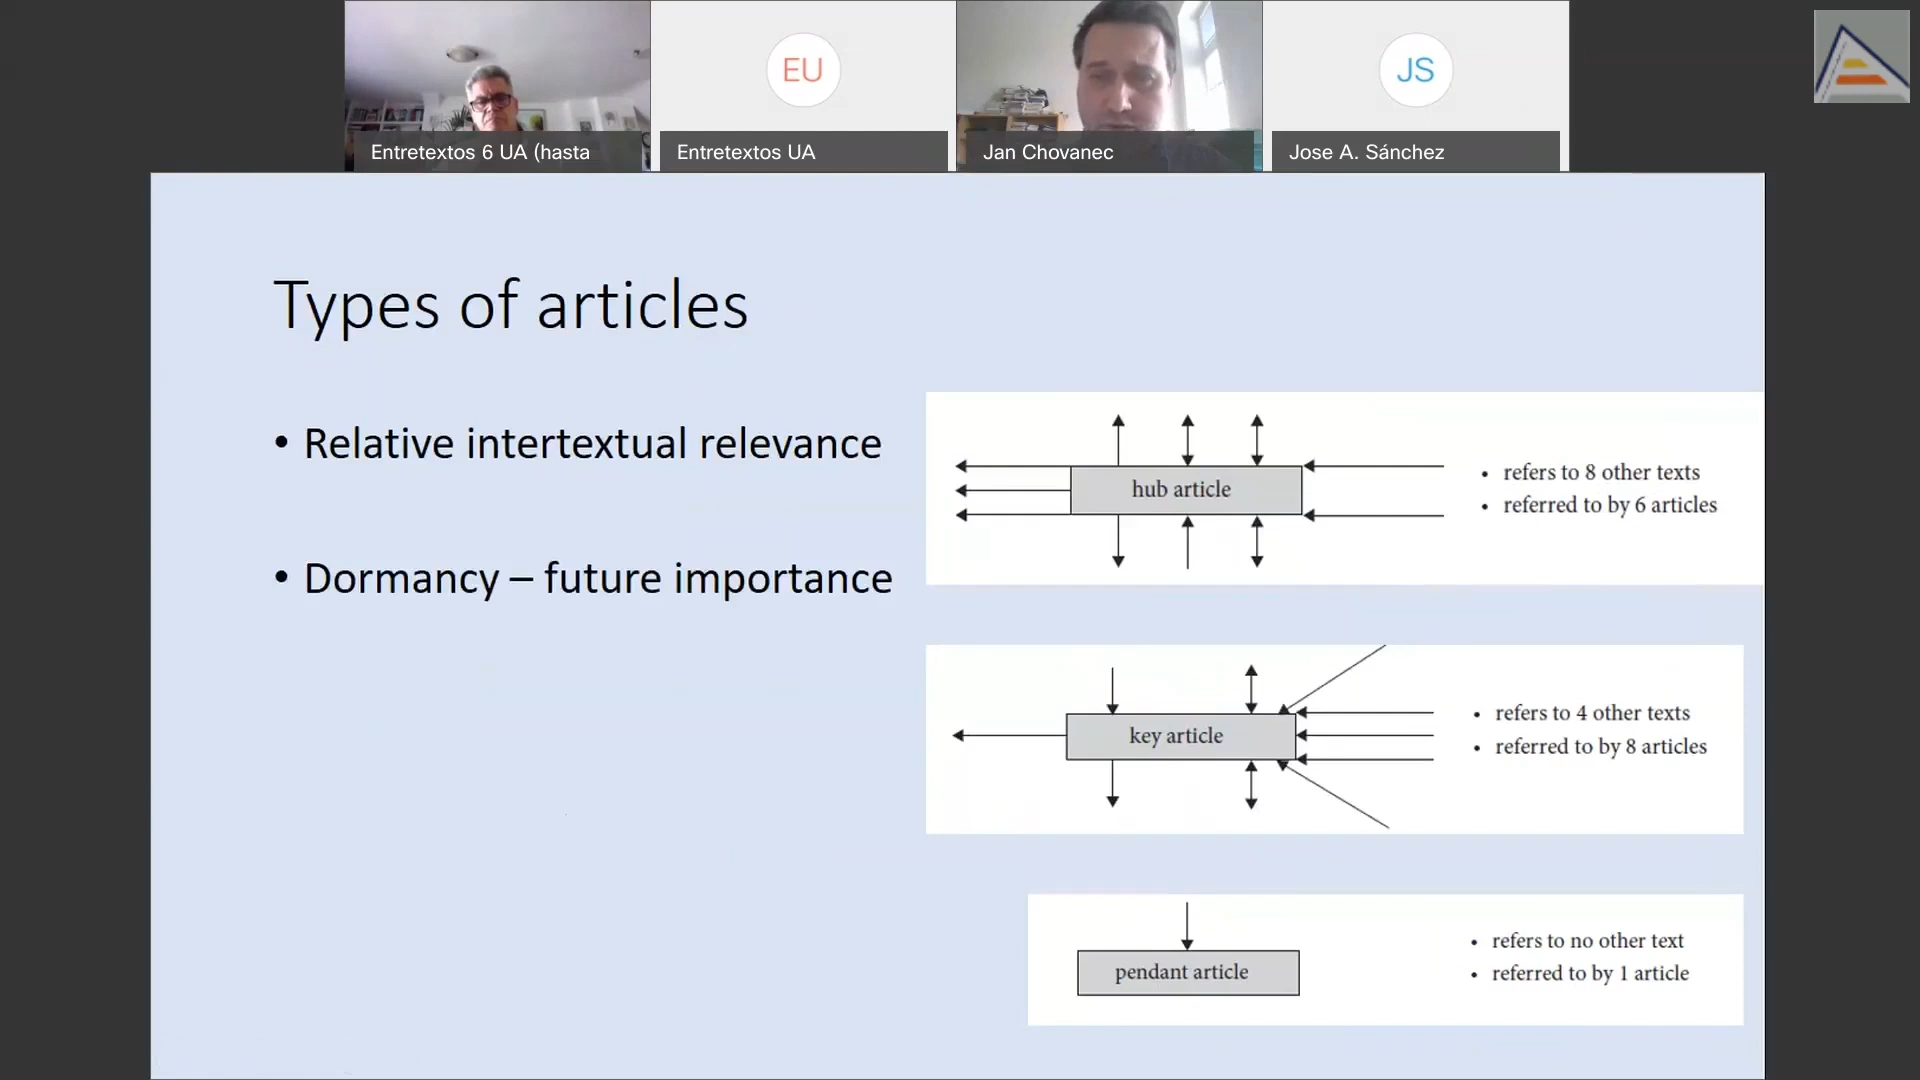 Entretextos 6 UA (hasta
EU
Entretextos UA
Jan Chovanec
JS
Jose A. Sánchez
Types of articles
• Relative intertextual relevance
• Dormancy – future importance
hub article
• refers to 8 other texts
• referred to by 6 articles
key article
• refers to 4 other texts
• referred to by 8 articles
pendant article
• refers to no other text
• referred to by 1 article